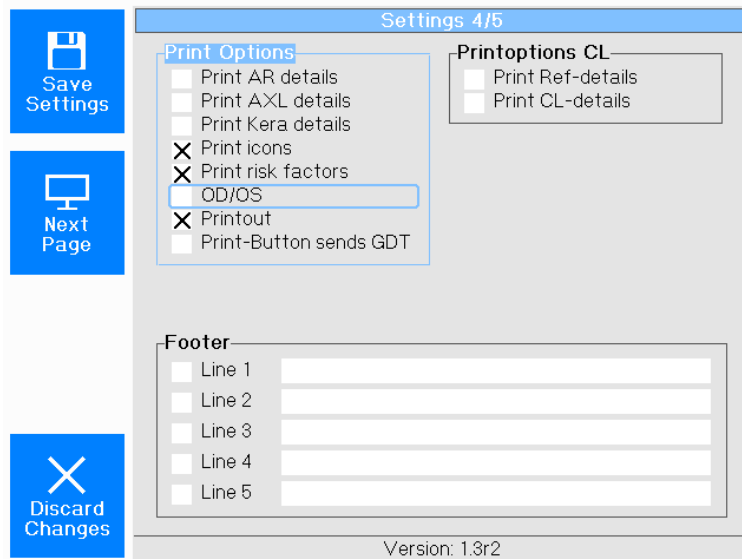 Settings 4/5
Save
Settings
Next
Page
Discard
Changes
Print Options
Print AR details
Print AXL details
Print Kera details
Print icons
Print risk factors
OD/OS
Printout
Print-Button sends GDT
Printoptions CL
Print Ref-details
Print CL-details
Footer
Line 1
Line 2
Line 3
Line 4
Line 5
Version: 1.3r2